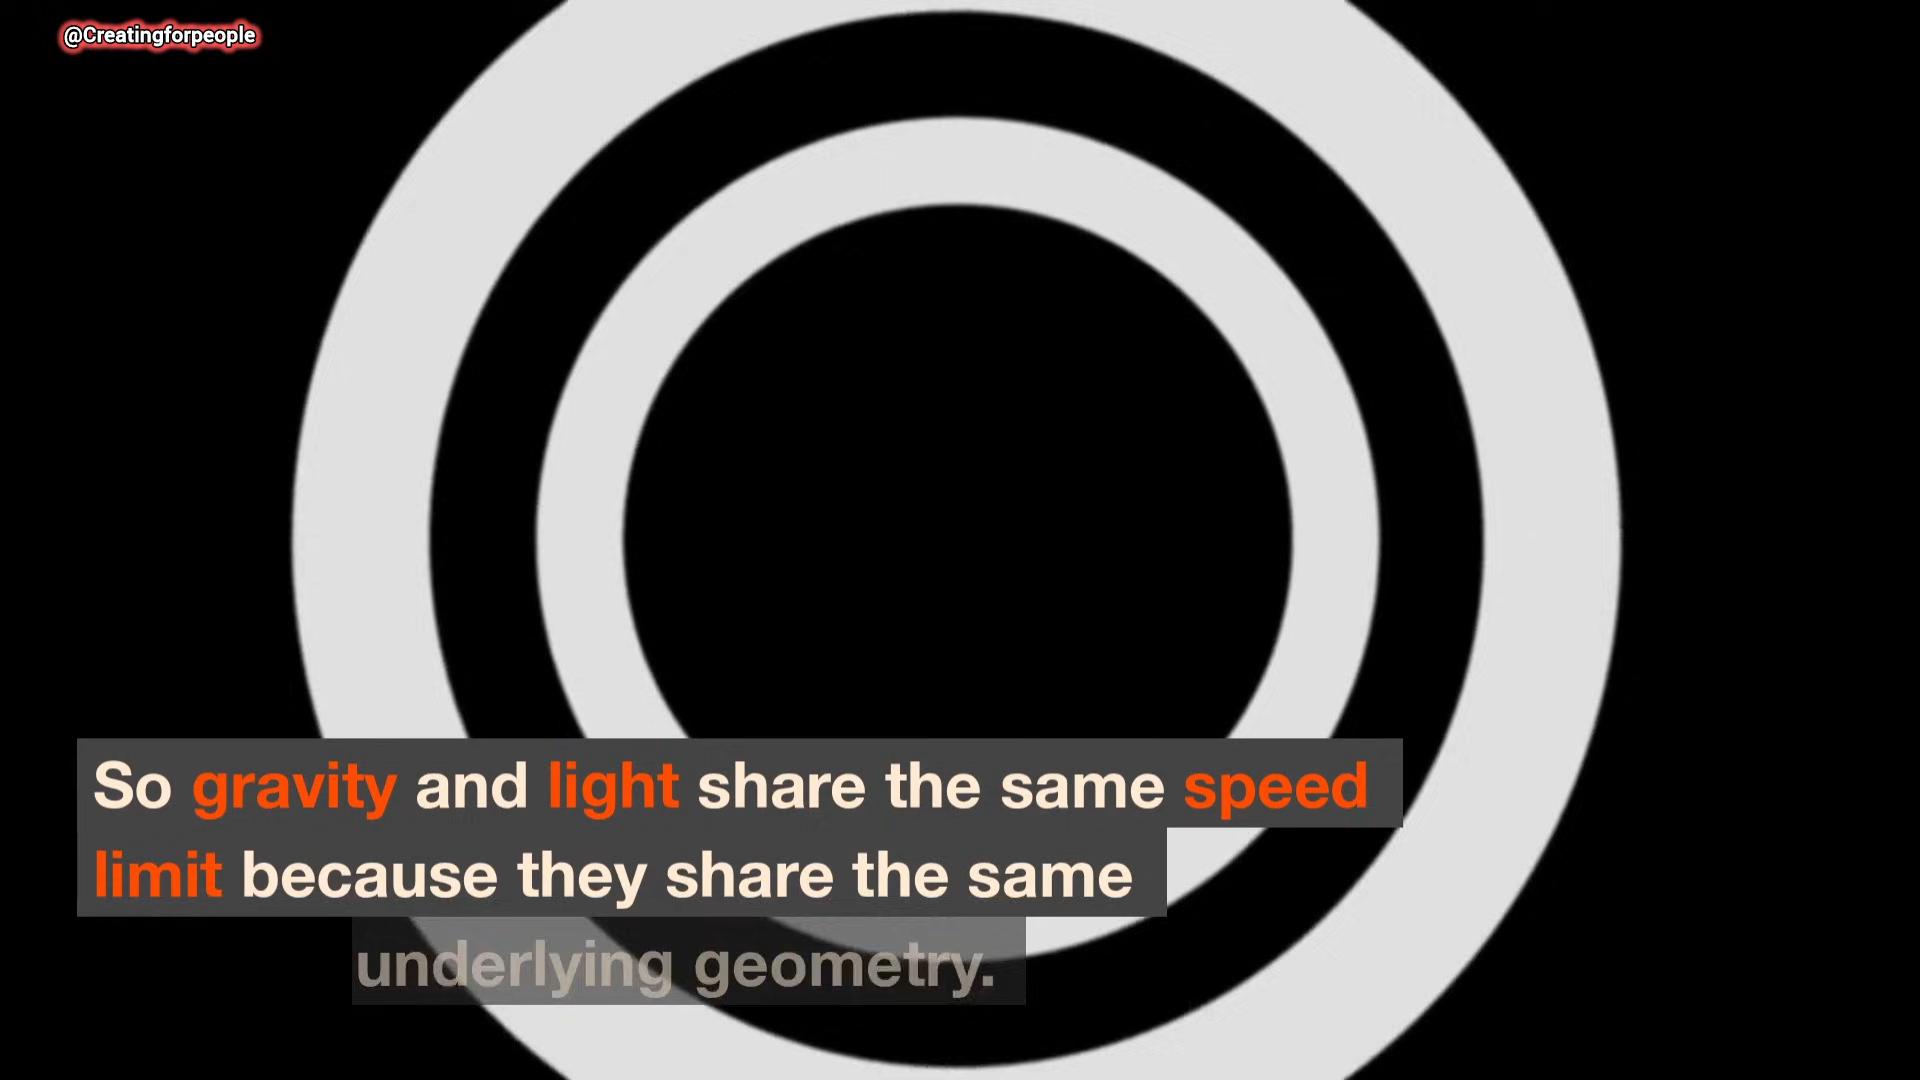 @Creatingforpeople
So gravity and light share the same speed
limit because they share the same
underlying geometry.